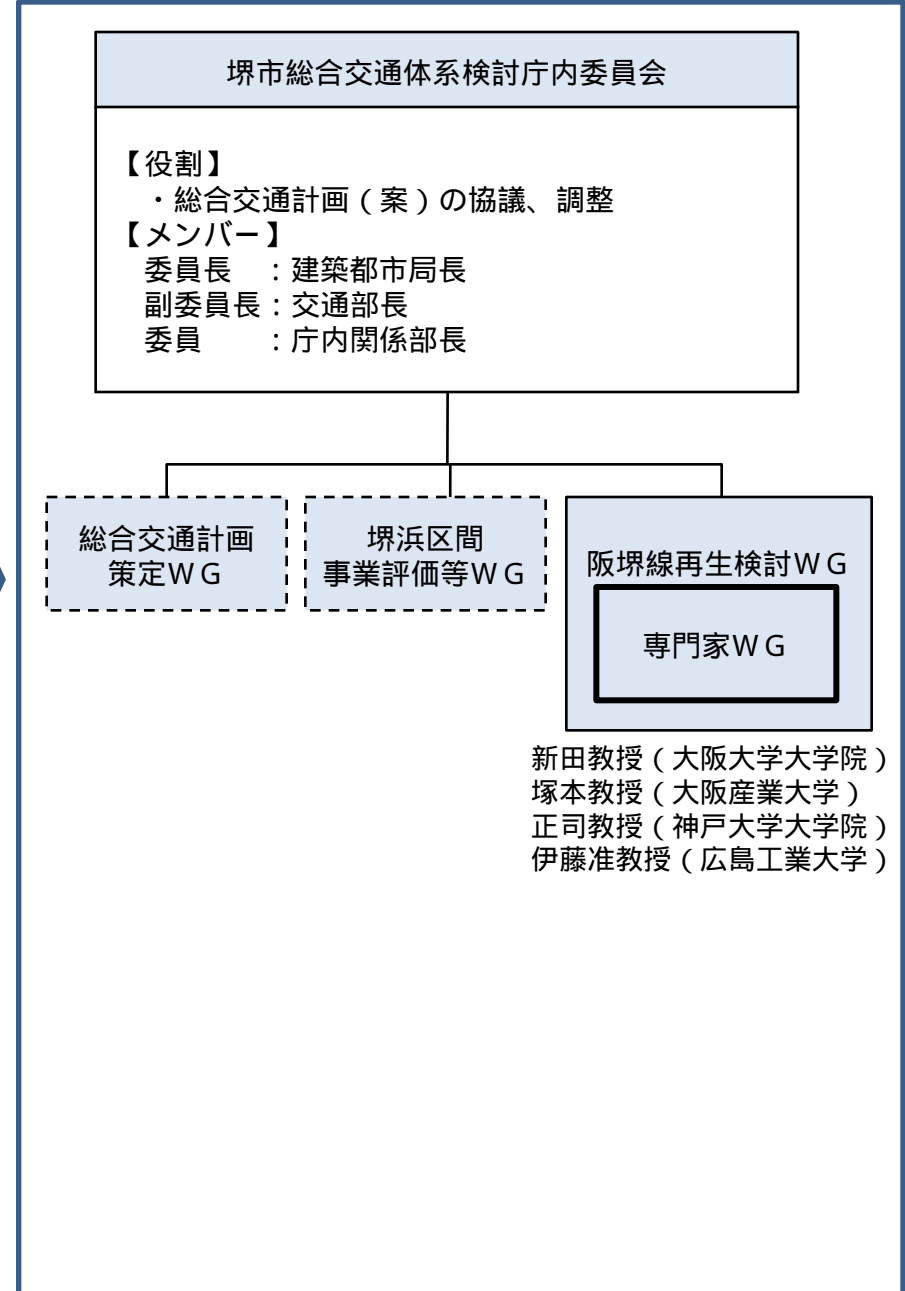 堺市総合交通体系検討庁内委員会
【役割】
・総合交通計画（案）の協議、調整
【メンバー】
委員長　：建築都市局長
副委員長：交通部長
委員　　：庁内関係部長
総合交通計画
策定ＷＧ
堺浜区間
事業評価等ＷＧ
阪堺線再生検討ＷＧ
専門家ＷＧ
新田教授（大阪大学大学院）
塚本教授（大阪産業大学）
正司教授（神戸大学大学院）
伊藤准教授（広島工業大学）